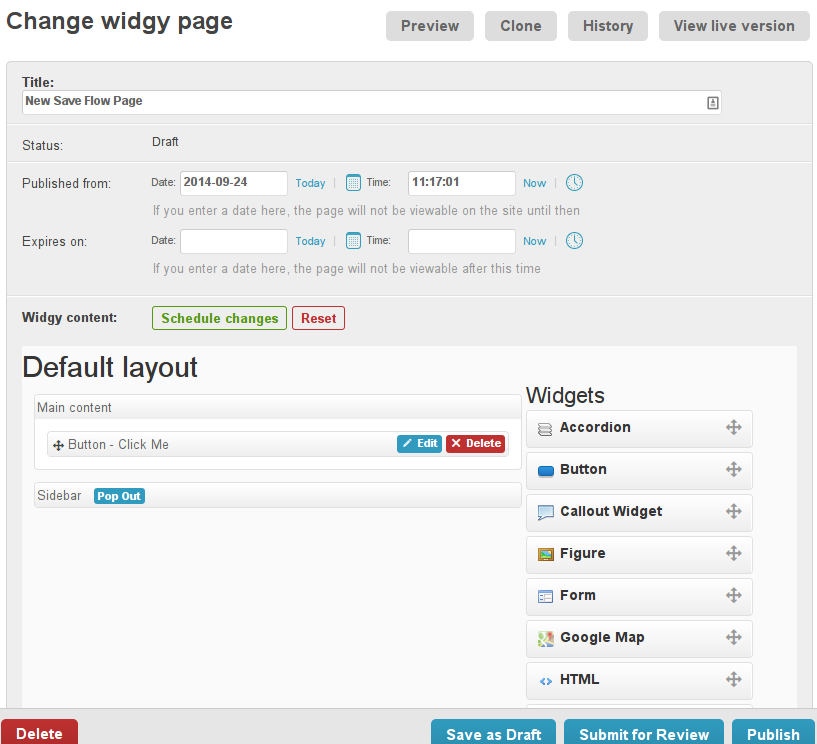 Change widgy page
Preview Clone History View live version
Title:
New Save Flow Page
Status: Draft
Published from: Date: 2014-09-24 Today Time: 11:17:01 Now
If you enter a date here, the page will not be viewable on the site until then
Expires on: Date: Today Time: Now
If you enter a date here, the page will not be viewable after this time
Widgy content: Schedule changes Reset
Default layout
Main content
Button - Click Me Edit Delete
Sidebar Pop Out
Widgets
Accordion
Button
Callout Widget
Figure
Form
Google Map
HTML
Delete Save as Draft Submit for Review Publish